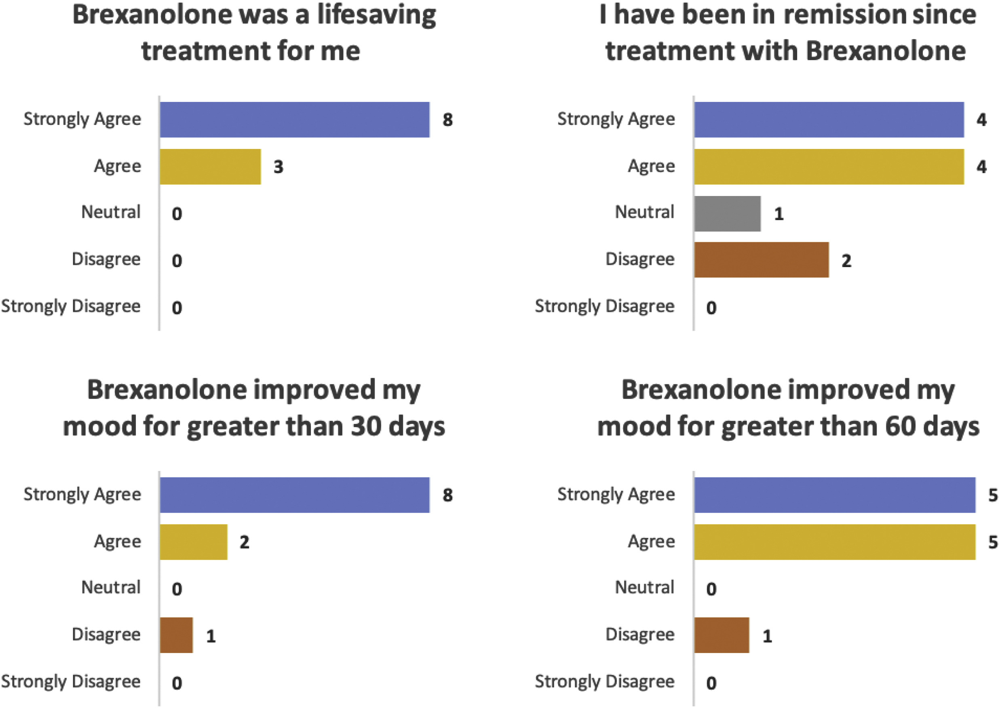 Brexanolone was a lifesaving
treatment for me
Strongly Agree 8
Agree 3
Neutral 0
Disagree 0
Strongly Disagree 0
I have been in remission since
treatment with Brexanolone
Strongly Agree 4
Agree 4
Neutral 1
Disagree 2
Strongly Disagree 0
Brexanolone improved my
mood for greater than 30 days
Strongly Agree 8
Agree 2
Neutral 0
Disagree 1
Strongly Disagree 0
Brexanolone improved my
mood for greater than 60 days
Strongly Agree 5
Agree 5
Neutral 0
Disagree 1
Strongly Disagree 0